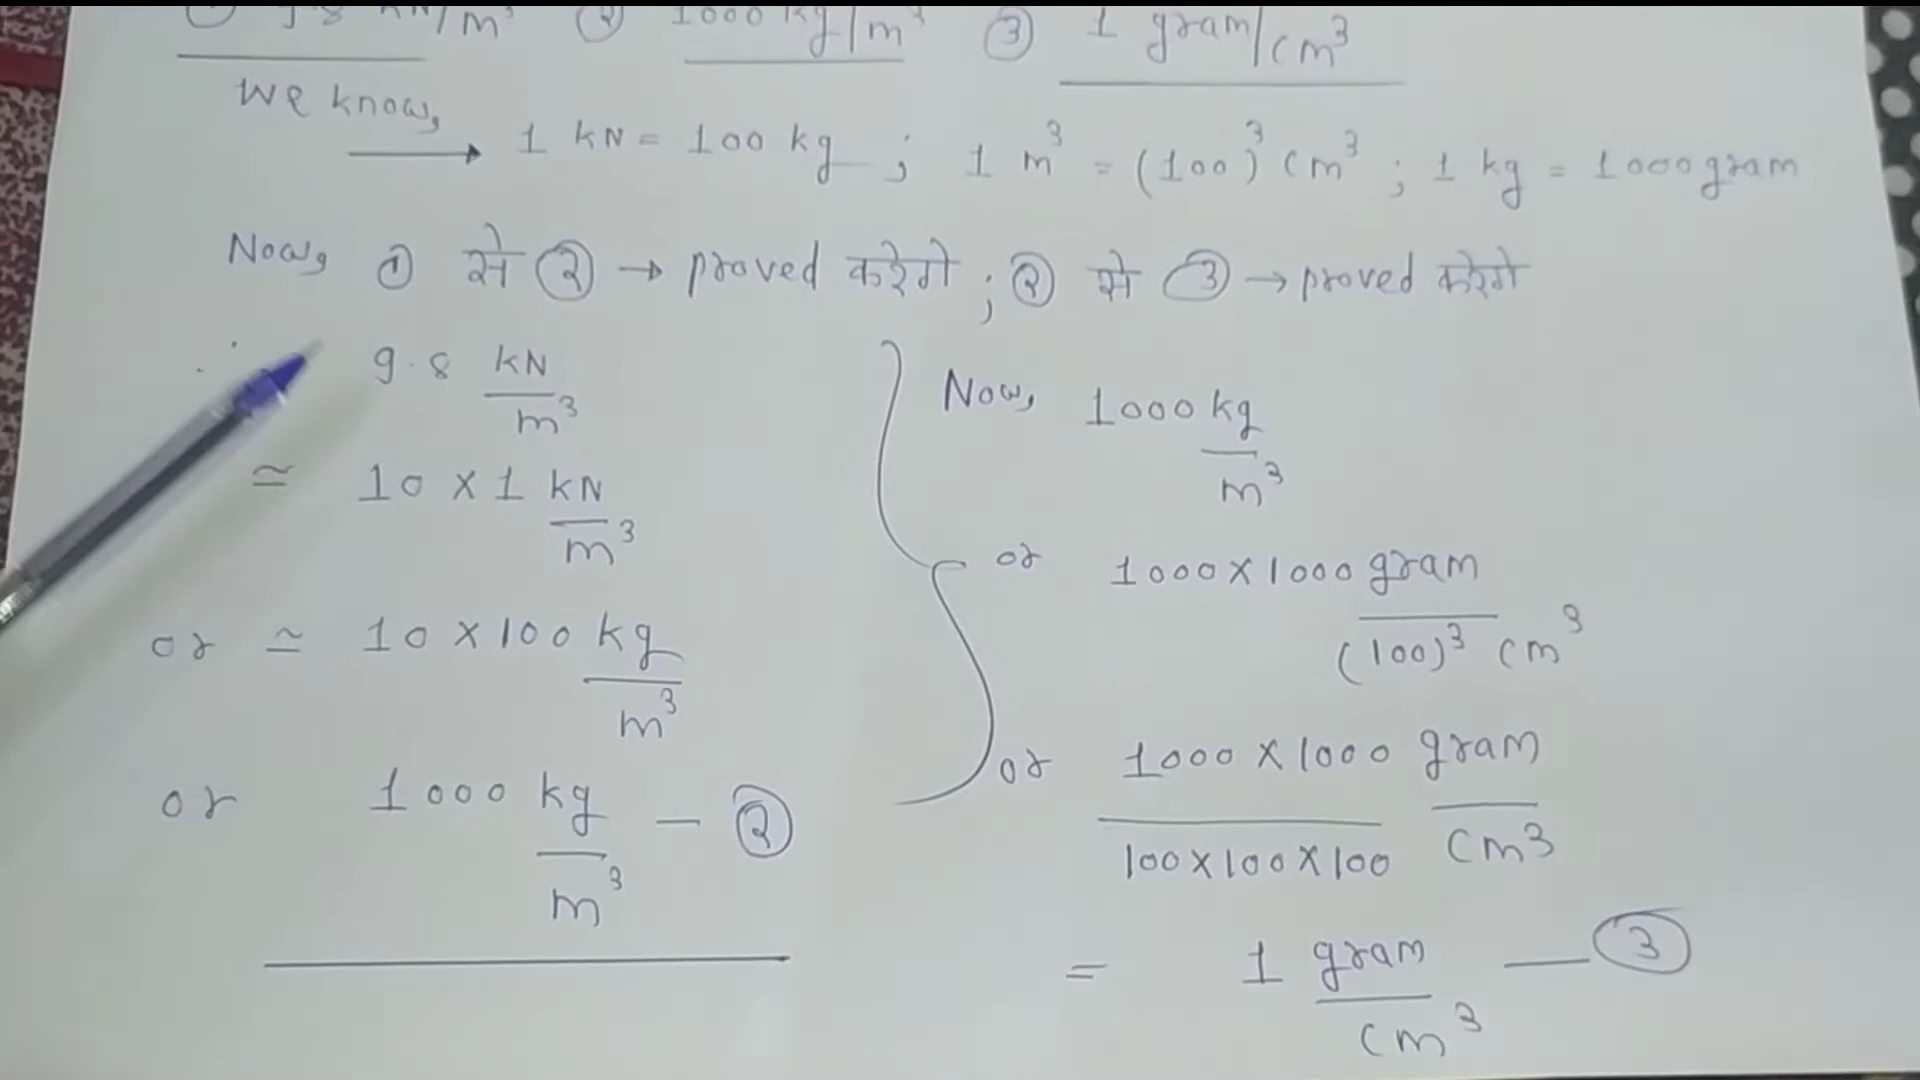 ① 9.8 kN/m³ ② 1000 kg/m³ ③ 1 gram/cm³
We know,
→ 1 kN = 100 kg ; 1 m³ = (100)³ cm³ ; 1 kg = 1000 gram
Now, ① से ② → proved करेगे ; ② से ③ → proved करेगे
9.8 kN/m³
≃ 10 x 1 kN/m³
or ≃ 10 x 100 kg/m³
or 1000 kg/m³ — ②
Now, 1000 kg/m³
or 1000 x 1000 gram/(100)³ cm³
or 1000 x 1000/100 x 100 x 100 gram/cm³
= 1 gram/cm³ — ③